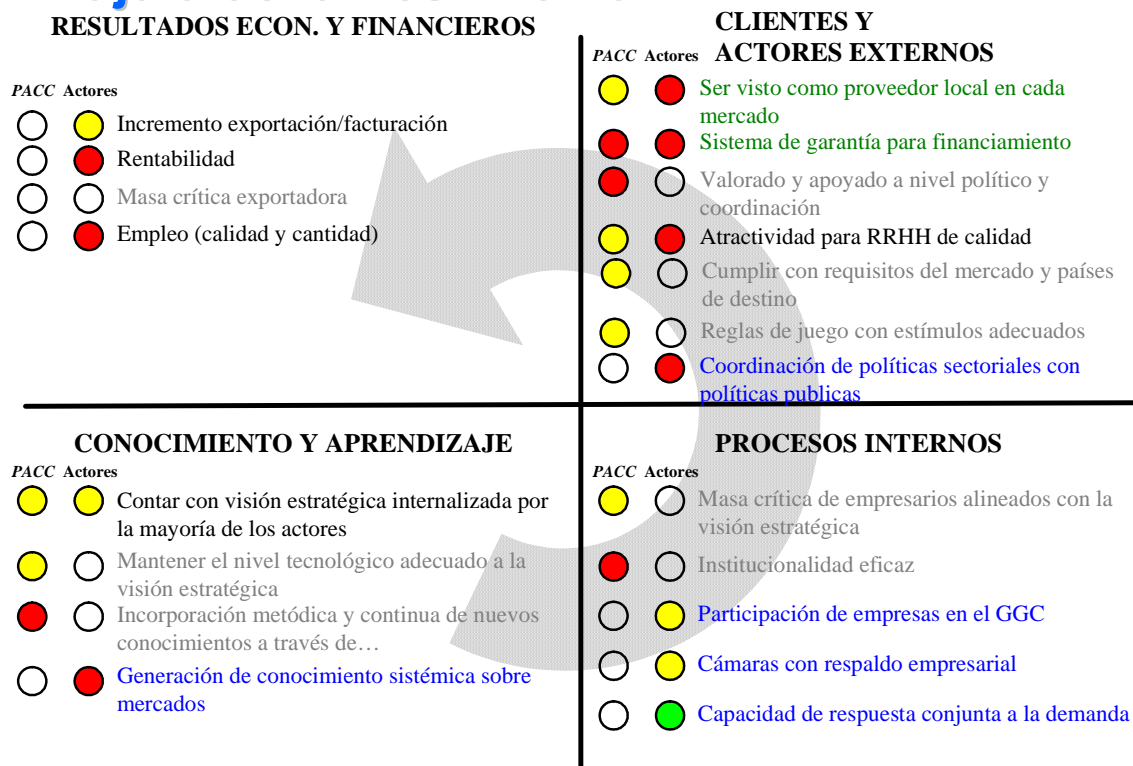 RESULTADOS ECON. Y FINANCIEROS
PACC Actores
Incremento exportación/facturación
Rentabilidad
Masa crítica exportadora
Empleo (calidad y cantidad)
CLIENTES Y
ACTORES EXTERNOS
PACC Actores
Ser visto como proveedor local en cada
mercado
Sistema de garantía para financiamiento
Valorado y apoyado a nivel político y
coordinación
Atractividad para RRHH de calidad
Cumplir con requisitos del mercado y países
de destino
Reglas de juego con estímulos adecuados
Coordinación de políticas sectoriales con
políticas publicas
CONOCIMIENTO Y APRENDIZAJE
PACC Actores
Contar con visión estratégica internalizada por
la mayoría de los actores
Mantener el nivel tecnológico adecuado a la
visión estratégica
Incorporación metódica y continua de nuevos
conocimientos a través de…
Generación de conocimiento sistémica sobre
mercados
PROCESOS INTERNOS
PACC Actores
Masa crítica de empresarios alineados con la
visión estratégica
Institucionalidad eficaz
Participación de empresas en el GGC
Cámaras con respaldo empresarial
Capacidad de respuesta conjunta a la demanda